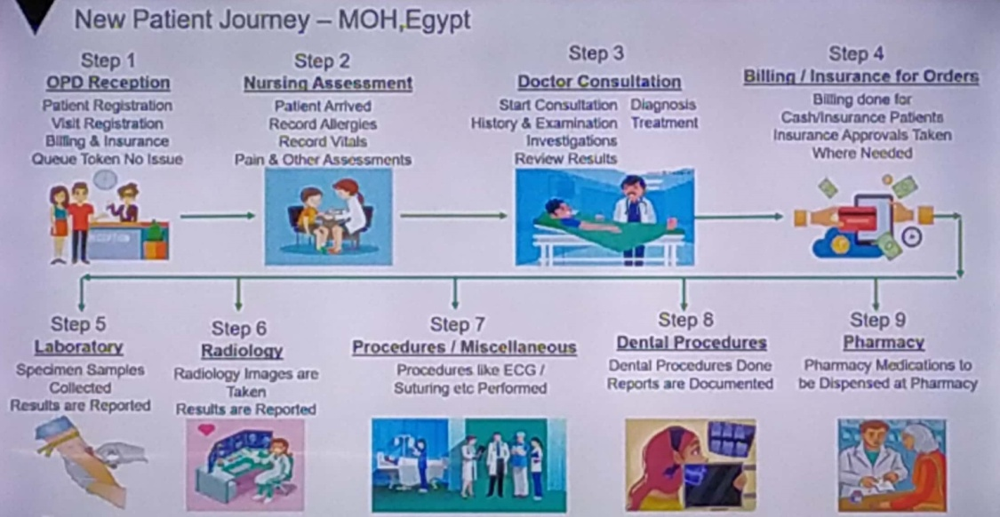 New Patient Journey – MOH,Egypt
Step 1
OPD Reception
Patient Registration
Visit Registration
Billing & Insurance
Queue Token No Issue
Step 2
Nursing Assessment
Patient Arrived
Record Allergies
Record Vitals
Pain & Other Assessments
Step 3
Doctor Consultation
Start Consultation Diagnosis
History & Examination Treatment
Investigations
Review Results
Step 4
Billing / Insurance for Orders
Billing done for
Cash/Insurance Patients
Insurance Approvals Taken
Where Needed
RECEPTION
Step 5
Laboratory
Specimen Samples
Collected
Results are Reported
Step 6
Radiology
Radiology Images are
Taken
Results are Reported
Step 7
Procedures / Miscellaneous
Procedures like ECG /
Suturing etc Performed
Step 8
Dental Procedures
Dental Procedures Done
Reports are Documented
Step 9
Pharmacy
Pharmacy Medications to
be Dispensed at Pharmacy